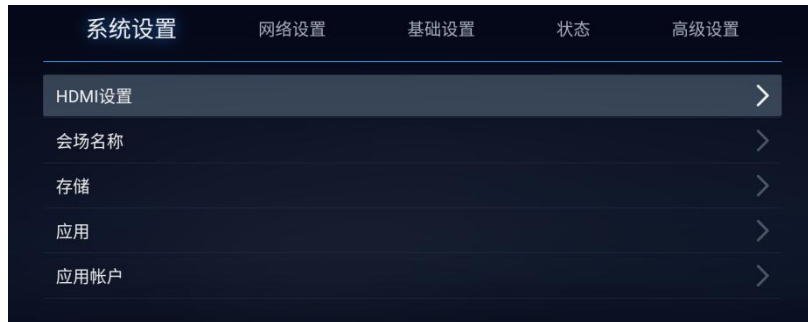 系统设置 网络设置 基础设置 状态 高级设置
HDMI设置
会场名称
存储
应用
应用帐户